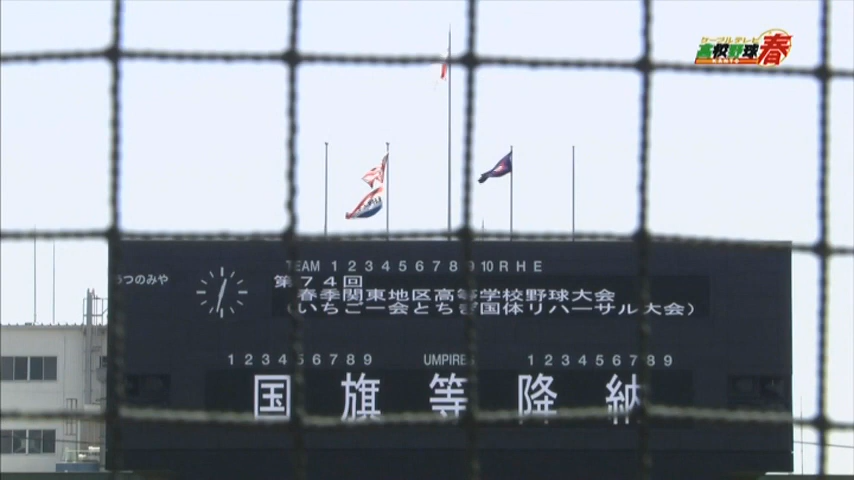 ケーブルテレビ
高校野球 春
うつのみや
TEAM 1 2 3 4 5 6 7 8 9 10 R H E
第74回
春季関東地区高等学校野球大会
(いちご一会とちぎ国体リハーサル大会)
1 2 3 4 5 6 7 8 9 UMPIRE 1 2 3 4 5 6 7 8 9
国旗等降納